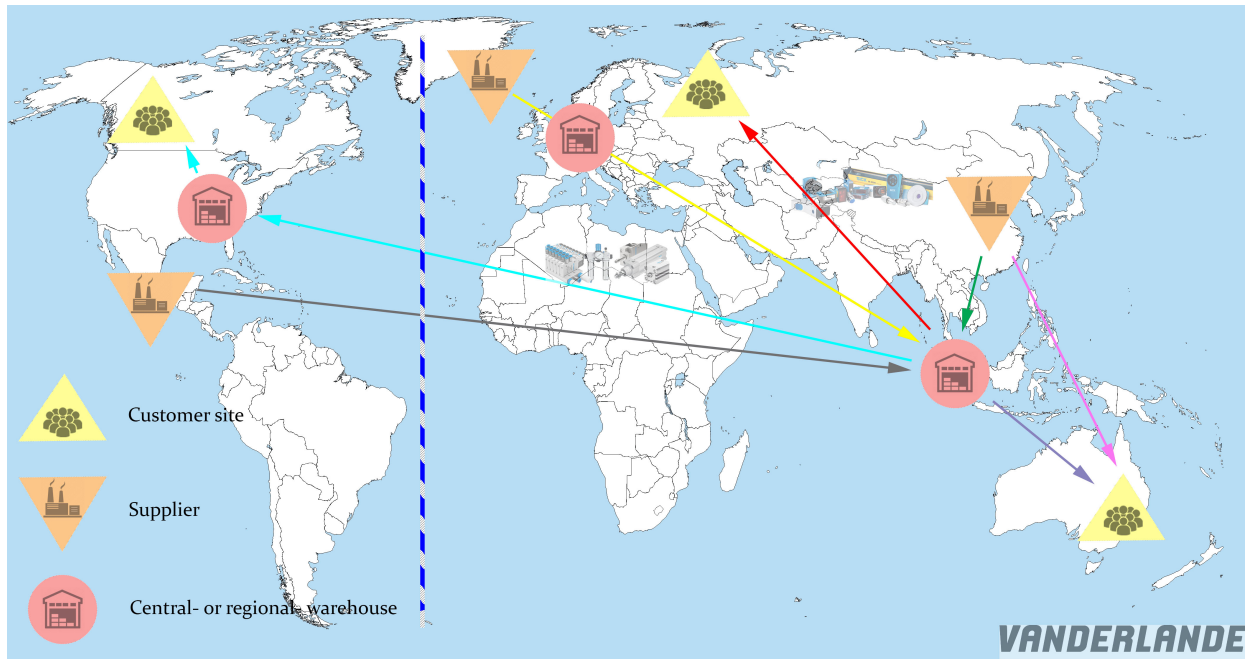 Customer site
Supplier
Central- or regional- warehouse
VANDERLANDE